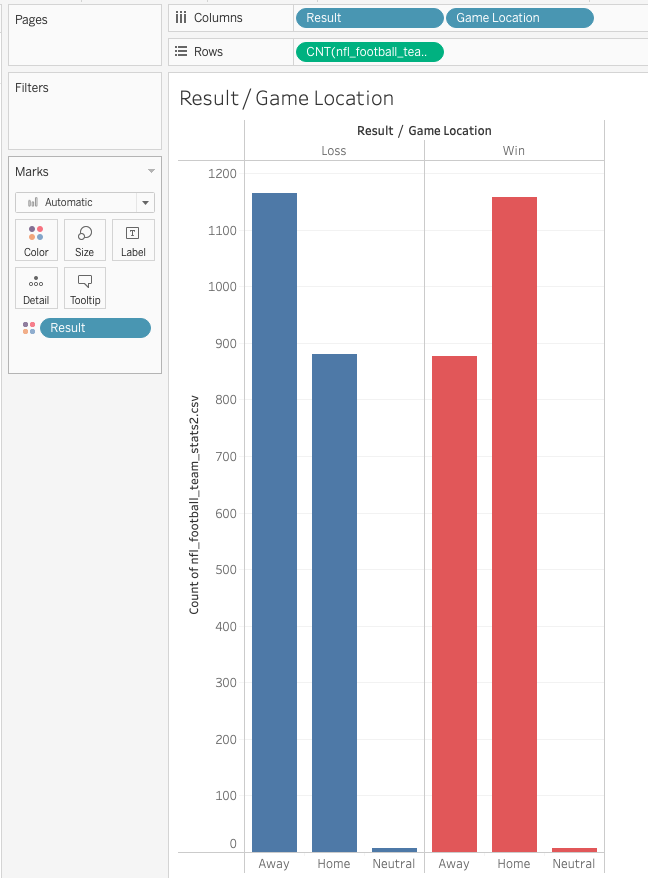 Pages
Columns
Result
Game Location
Rows
CNT(nfl_football_tea..
Filters
Marks
Automatic
Color
Size
Label
Detail
Tooltip
Result
Result / Game Location
Result / Game Location
Loss
Win
1200
1100
1000
900
800
700
600
500
400
300
200
100
0
Count of nfl_football_team_stats2.csv
Away
Home
Neutral
Away
Home
Neutral